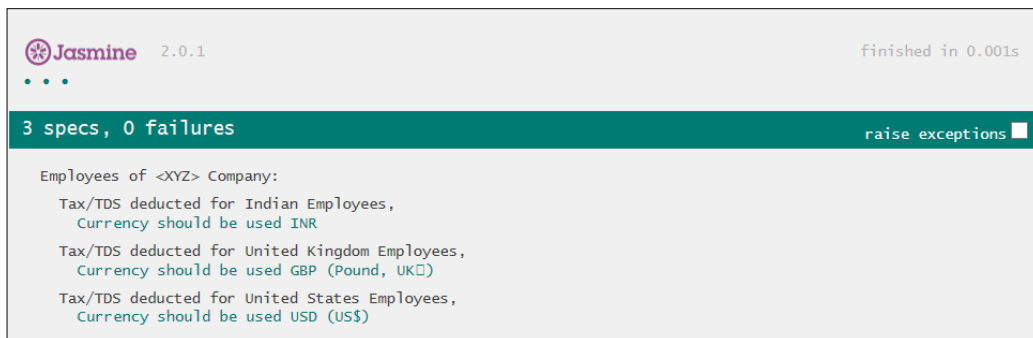 Jasmine 2.0.1 finished in 0.001s
3 specs, 0 failures raise exceptions
Employees of <XYZ> Company:
Tax/TDS deducted for Indian Employees,
Currency should be used INR
Tax/TDS deducted for United Kingdom Employees,
Currency should be used GBP (Pound, UK▯)
Tax/TDS deducted for United States Employees,
Currency should be used USD (US$)